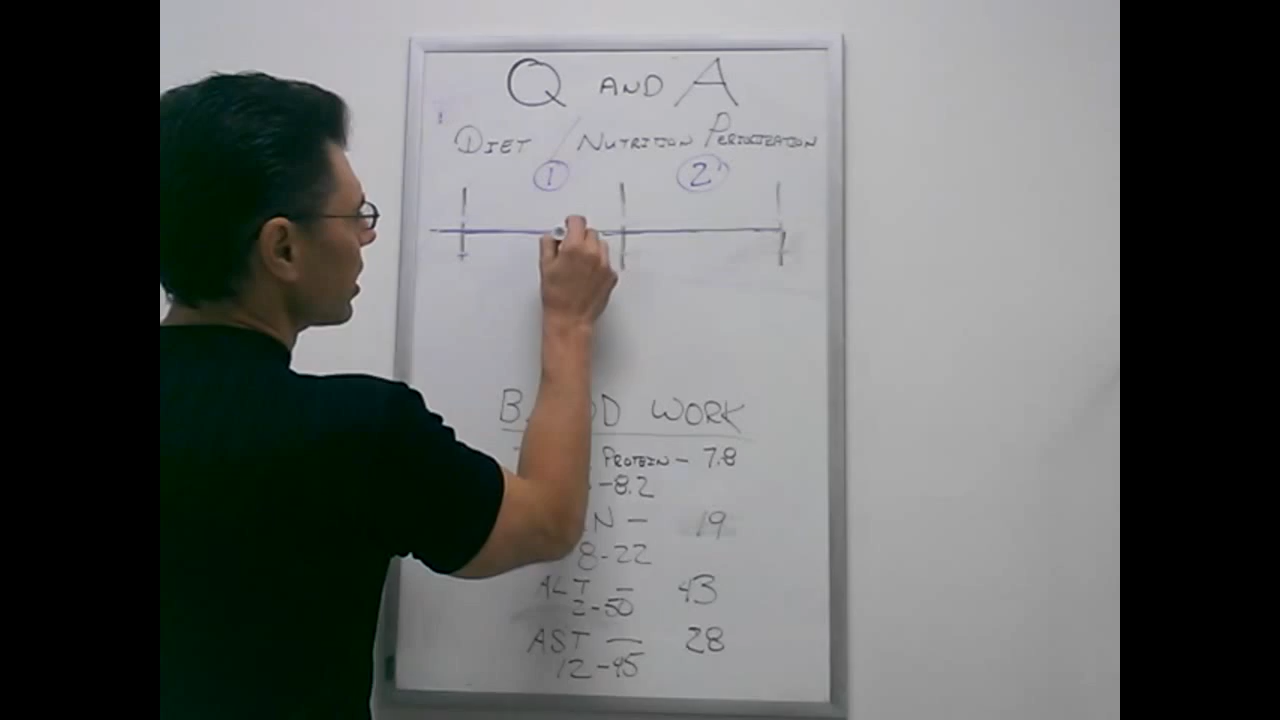 Q AND A
DIET / NUTRITION PERIODIZATION
1 2
WORK
PROTEIN - 7.8
-8.2
N - 19
8-22
ALT - 43
2-50
AST - 28
12-45